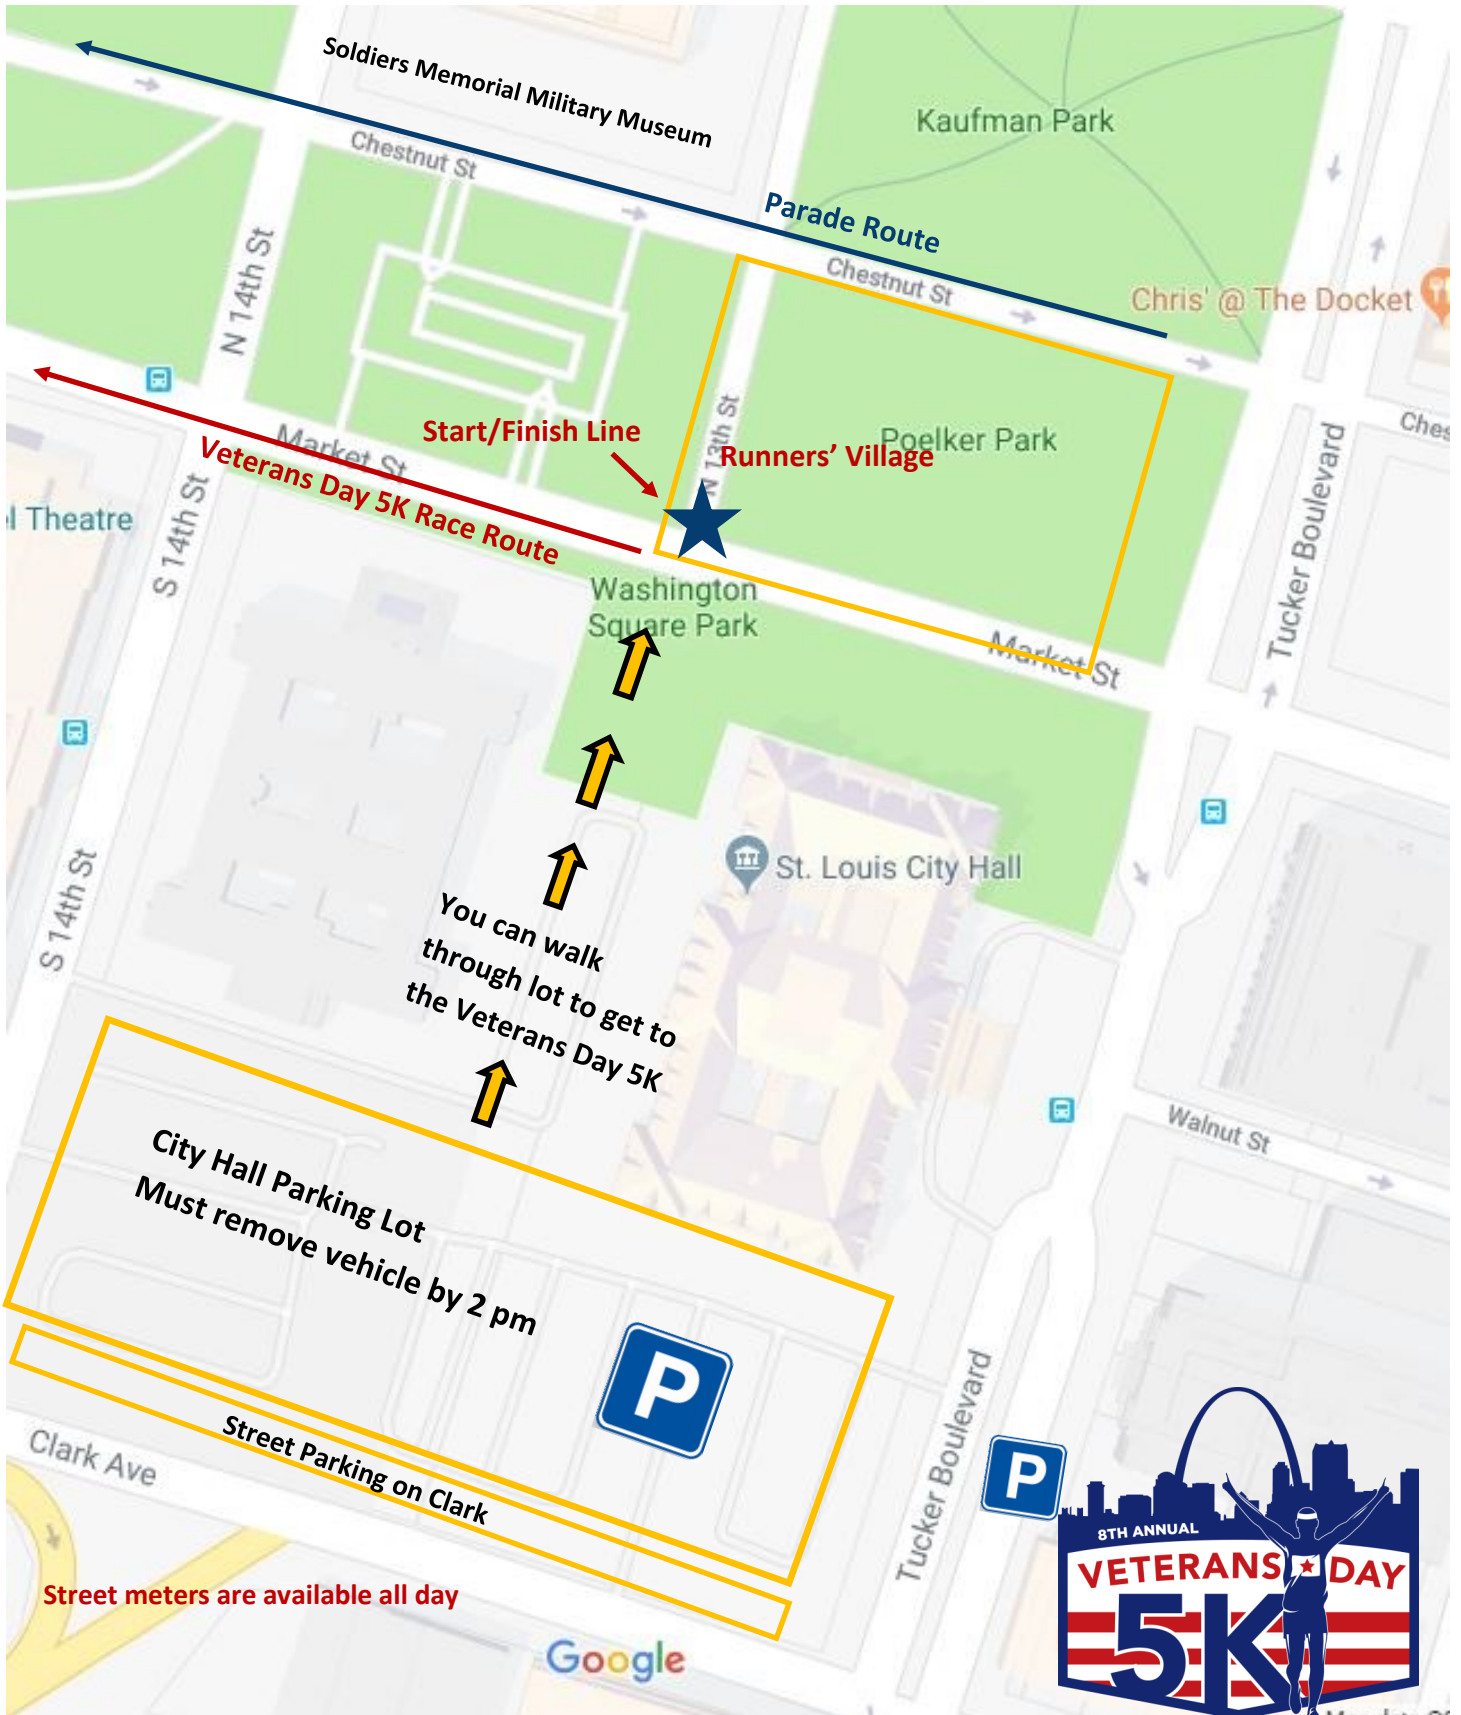 Soldiers Memorial Military Museum
Kaufman Park
Chestnut St
Parade Route
Chestnut St
Chris' @ The Docket
N 14th St
N 13th St
Start/Finish Line
Runners' Village
Poelker Park
Ches
Market St
Veterans Day 5K Race Route
l Theatre
S 14th St
Tucker Boulevard
Washington
Square Park
Market St
St. Louis City Hall
S 14th St
You can walk
through lot to get to
the Veterans Day 5K
Walnut St
City Hall Parking Lot
Must remove vehicle by 2 pm
P
Street Parking on Clark
Clark Ave
Tucker Boulevard
P
Street meters are available all day
Google
8TH ANNUAL
VETERANS DAY
5K